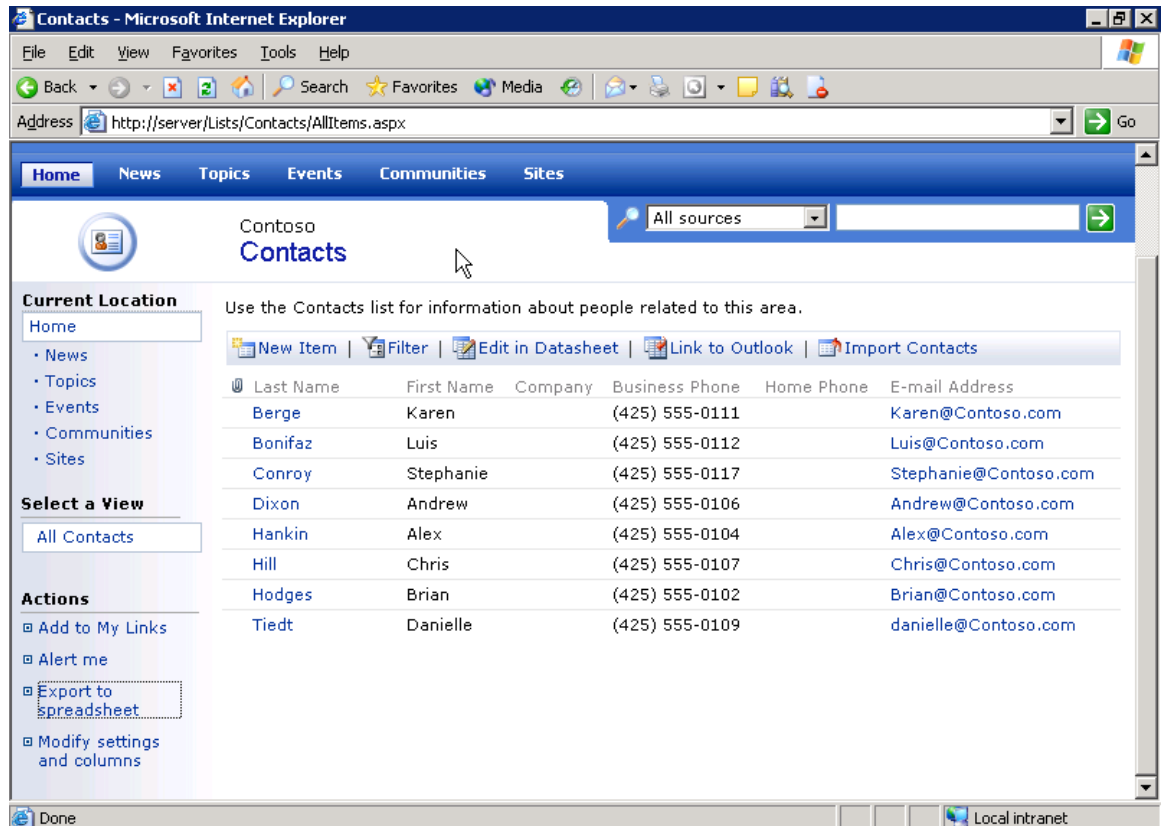 Contacts - Microsoft Internet Explorer
File Edit View Favorites Tools Help
Back Search Favorites Media
Address http://server/Lists/Contacts/AllItems.aspx Go
Home News Topics Events Communities Sites
All sources
Contoso
Contacts
Current Location
Home
News
Topics
Events
Communities
Sites
Select a View
All Contacts
Actions
Add to My Links
Alert me
Export to
spreadsheet
Modify settings
and columns
Use the Contacts list for information about people related to this area.
New Item | Filter | Edit in Datasheet | Link to Outlook | Import Contacts
Last Name First Name Company Business Phone Home Phone E-mail Address
Berge Karen (425) 555-0111 Karen@Contoso.com
Bonifaz Luis (425) 555-0112 Luis@Contoso.com
Conroy Stephanie (425) 555-0117 Stephanie@Contoso.com
Dixon Andrew (425) 555-0106 Andrew@Contoso.com
Hankin Alex (425) 555-0104 Alex@Contoso.com
Hill Chris (425) 555-0107 Chris@Contoso.com
Hodges Brian (425) 555-0102 Brian@Contoso.com
Tiedt Danielle (425) 555-0109 danielle@Contoso.com
Done Local intranet